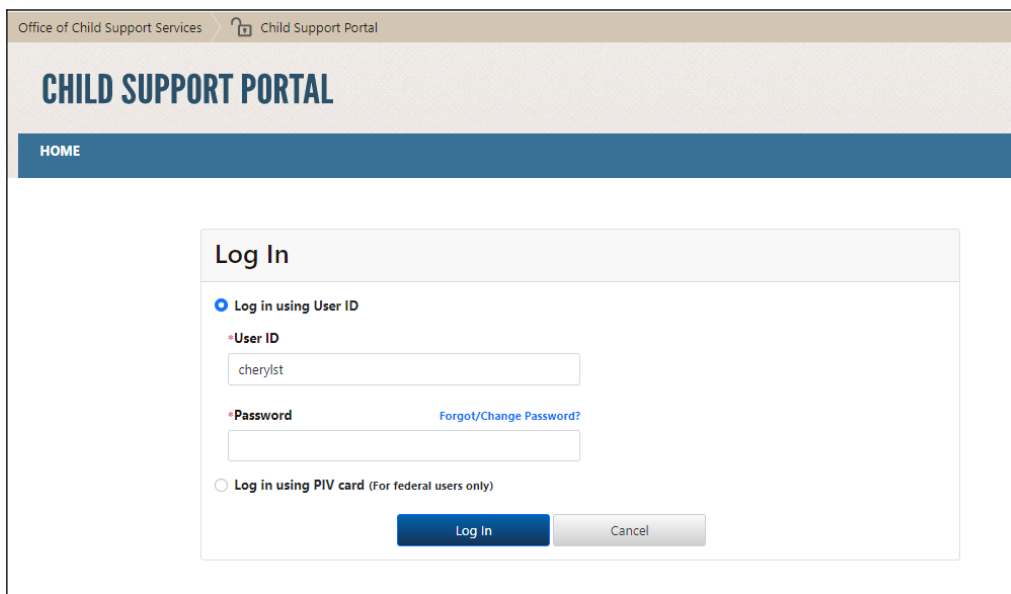 Office of Child Support Services Child Support Portal
CHILD SUPPORT PORTAL
HOME
Log In
Log in using User ID
*User ID
cherylst
*Password Forgot/Change Password?
Log in using PIV card (For federal users only)
Log In Cancel